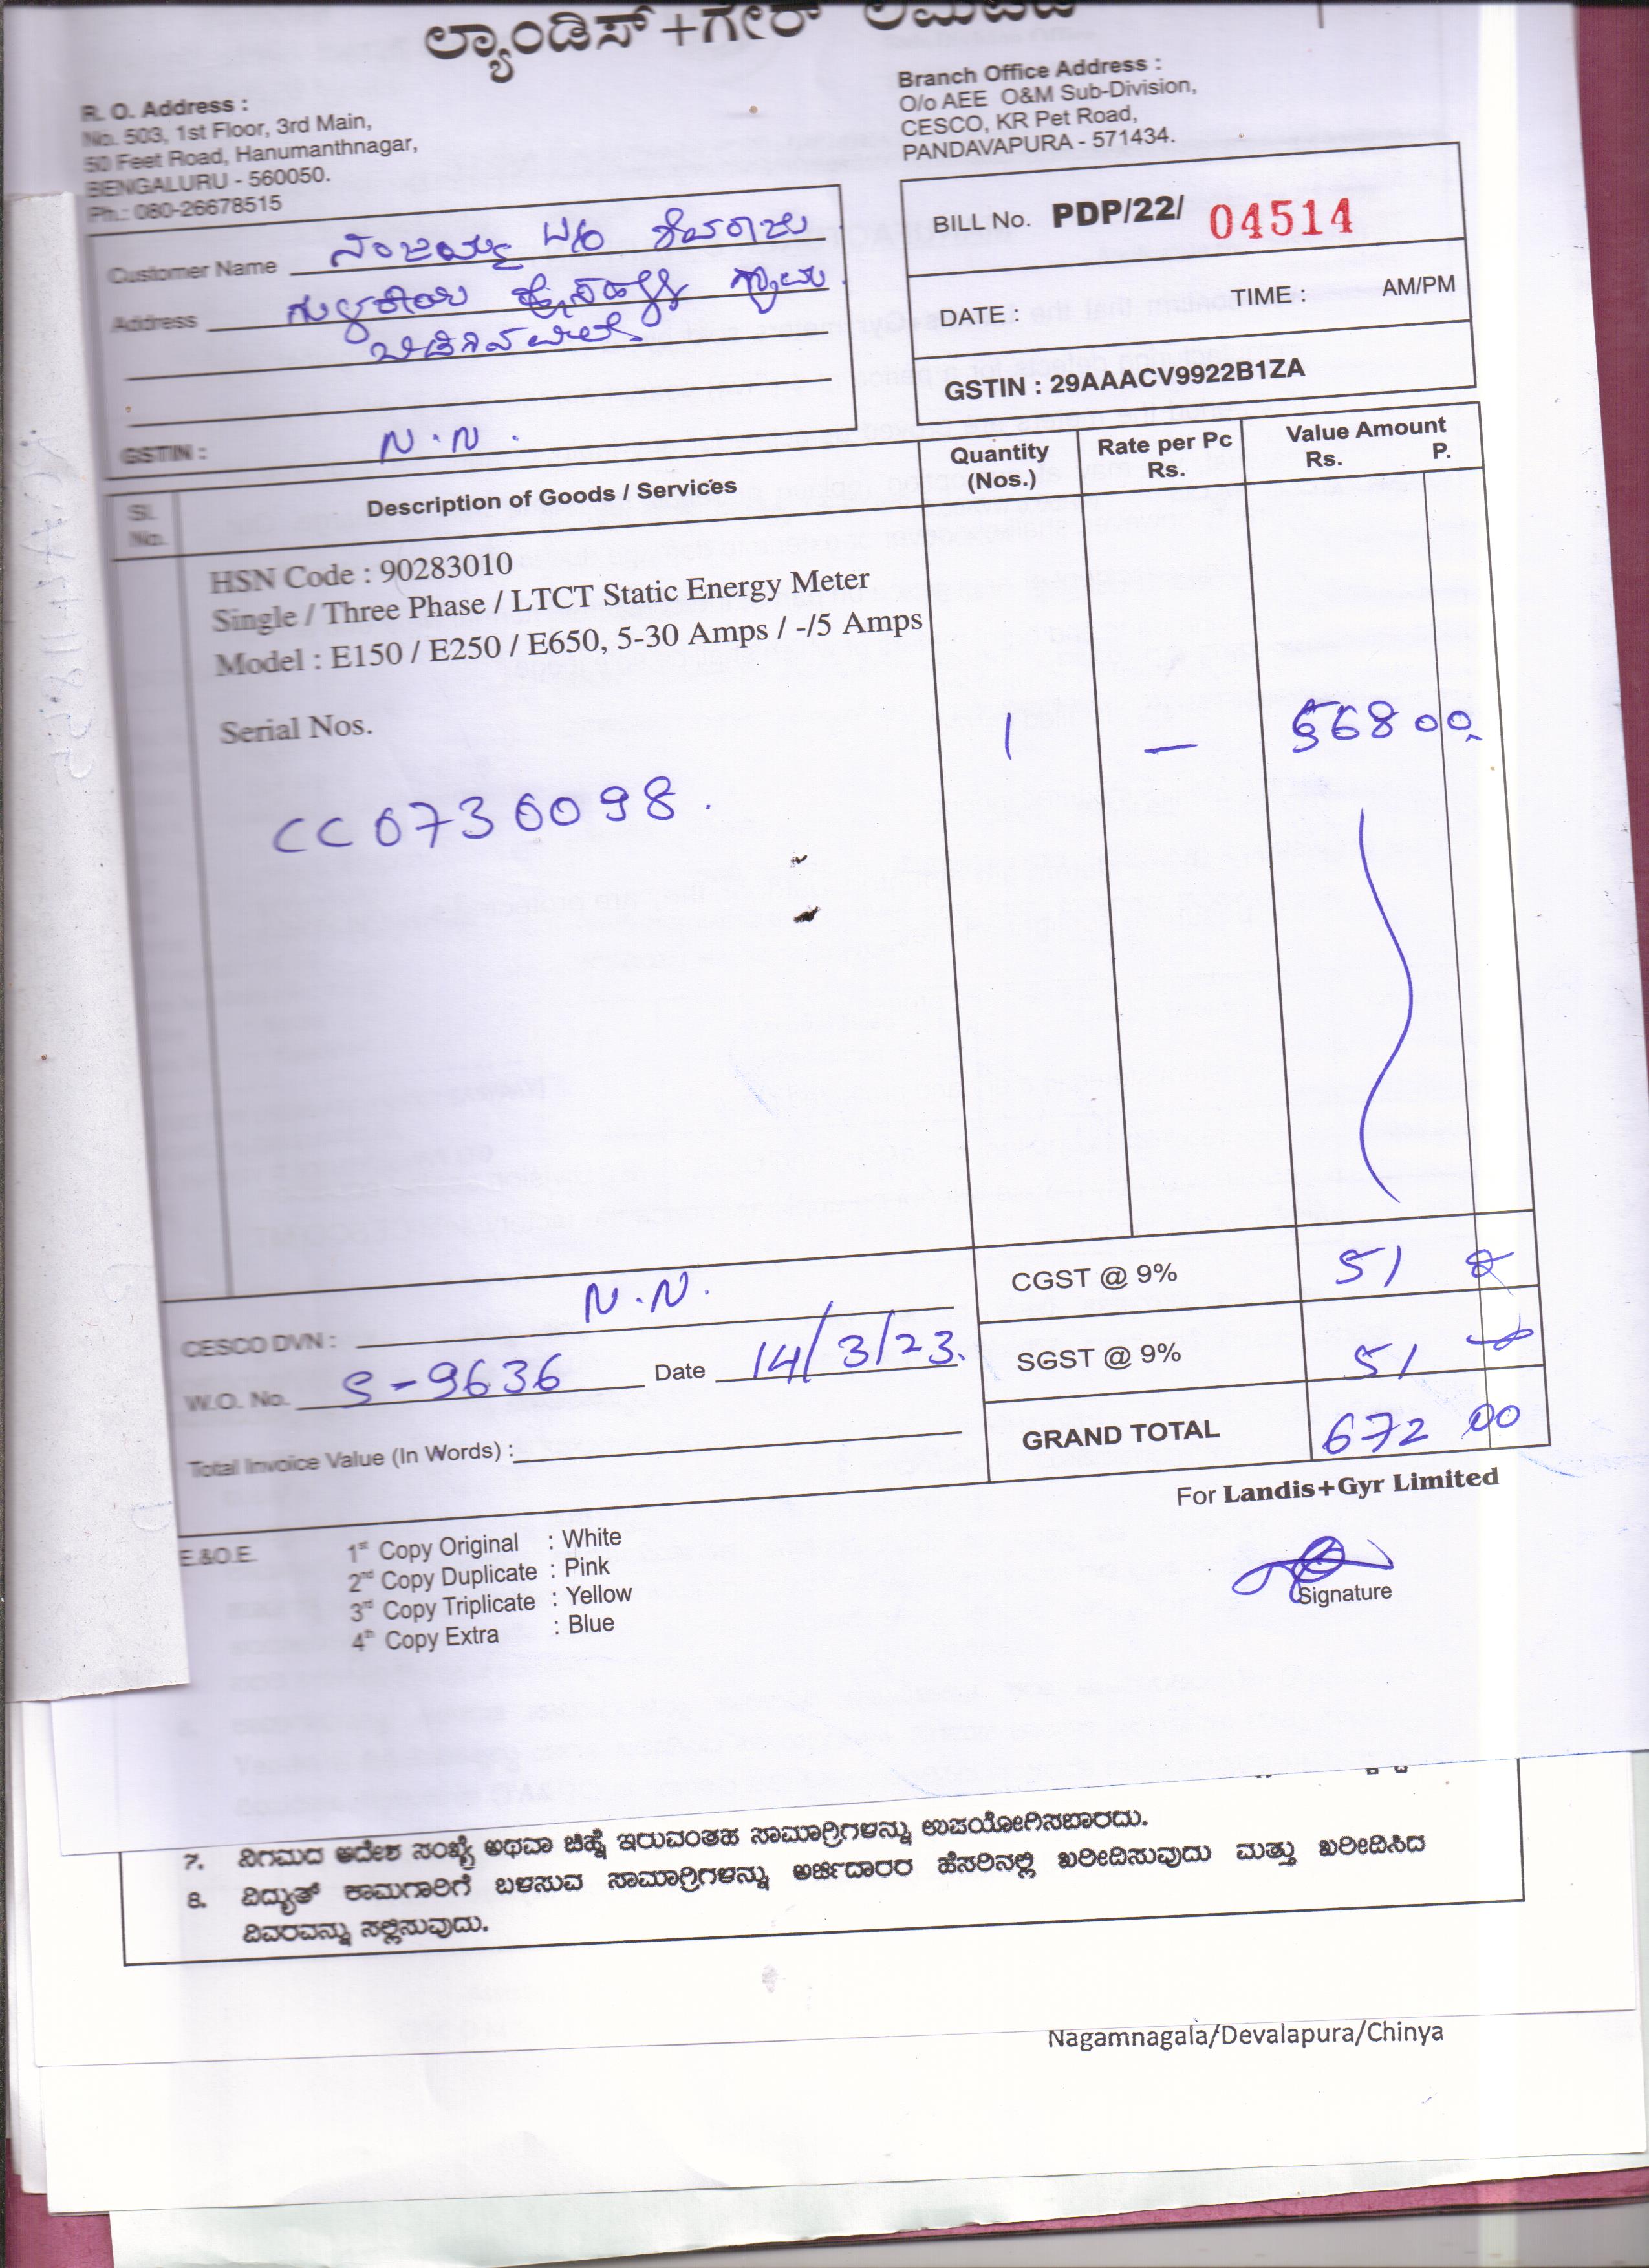 ಲ್ಯಾಂಡಿಸ್+ಗೇರ್ ಲಿಮಿಟೆಡ್
R. O. Address :
No. 503, 1st Floor, 3rd Main,
50 Feet Road, Hanumanthnagar,
BENGALURU - 560050.
Ph.: 080-26678515
Branch Office Address :
O/o AEE O&M Sub-Division,
CESCO, KR Pet Road,
PANDAVAPURA - 571434.
Customer Name
Address
GSTIN : N.N.
BILL No. PDP/22/ 04514
DATE : TIME : AM/PM
GSTIN : 29AAACV9922B1ZA
Sl. No. Description of Goods / Services Quantity (Nos.) Rate per Pc Rs. Value Amount Rs. P.
HSN Code : 90283010
Single / Three Phase / LTCT Static Energy Meter
Model : E150 / E250 / E650, 5-30 Amps / -/5 Amps
Serial Nos. 1 — 568 00
CC0730098.
CGST @ 9% 51
SGST @ 9% 51
GRAND TOTAL 672 00
CESCO DVN : N.N.
W.O. No. S-9636 Date 14/3/23.
Total Invoice Value (In Words) :
For Landis+Gyr Limited
Signature
E.&O.E.
1st Copy Original : White
2nd Copy Duplicate : Pink
3rd Copy Triplicate : Yellow
4th Copy Extra : Blue
7. ನಿಗಮದ ಆದೇಶ ಸಂಖ್ಯೆ ಅಥವಾ ಚಿಹ್ನೆ ಇರುವಂತಹ ಸಾಮಾಗ್ರಿಗಳನ್ನು ಉಪಯೋಗಿಸಬಾರದು.
8. ವಿದ್ಯುತ್ ಕಾಮಗಾರಿಗೆ ಬಳಸುವ ಸಾಮಾಗ್ರಿಗಳನ್ನು ಅರ್ಜಿದಾರರ ಹೆಸರಿನಲ್ಲಿ ಖರೀದಿಸುವುದು ಮತ್ತು ಖರೀದಿಸಿದ
ವಿವರವನ್ನು ಸಲ್ಲಿಸುವುದು.
Nagamnagala/Devalapura/Chinya